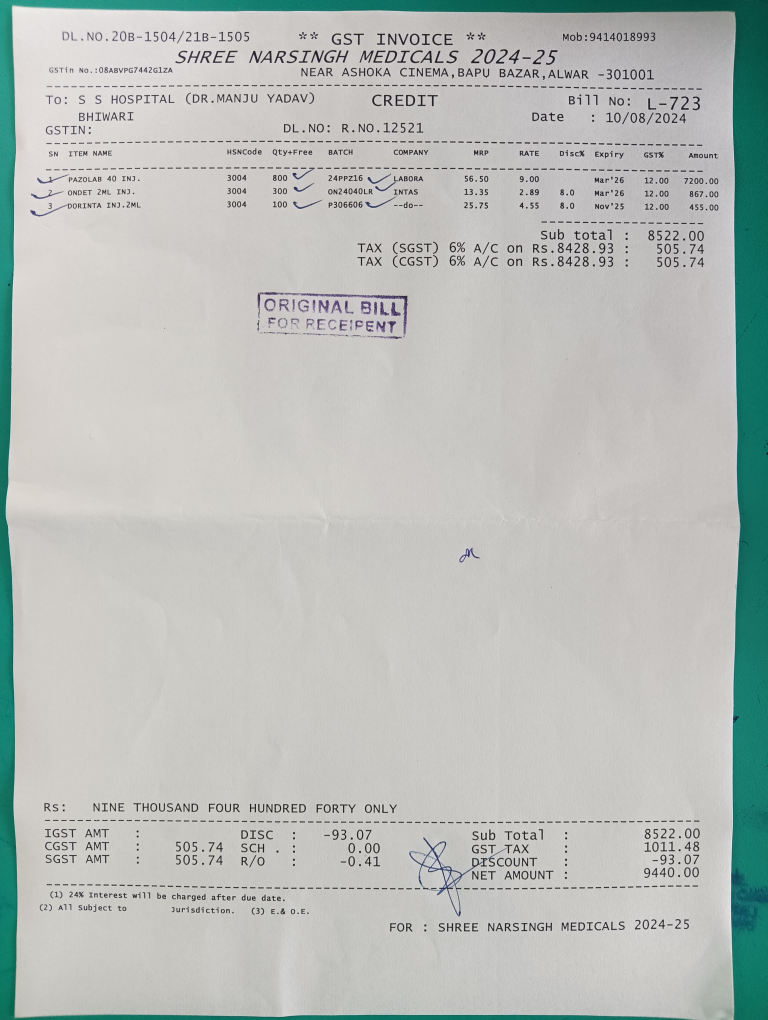 DL.NO.20B-1504/21B-1505 ** GST INVOICE ** Mob:9414018993
SHREE NARSINGH MEDICALS 2024-25
GSTin No.:08ABVPG7442G1ZA NEAR ASHOKA CINEMA,BAPU BAZAR,ALWAR -301001
To: S S HOSPITAL (DR.MANJU YADAV) CREDIT Bill No: L-723
BHIWARI Date : 10/08/2024
GSTIN: DL.NO: R.NO.12521
SN ITEM NAME HSNCode Qty+Free BATCH COMPANY MRP RATE Disc% Expiry GST% Amount
1 PAZOLAB 40 INJ. 3004 800 24PPZ16 LABORA 56.50 9.00 Mar'26 12.00 7200.00
2 ONDET 2ML INJ. 3004 300 ON24040LR INTAS 13.35 2.89 8.0 Mar'26 12.00 867.00
3 DORINTA INJ.2ML 3004 100 P306606 --do-- 25.75 4.55 8.0 Nov'25 12.00 455.00
Sub total : 8522.00
TAX (SGST) 6% A/C on Rs.8428.93 : 505.74
TAX (CGST) 6% A/C on Rs.8428.93 : 505.74
ORIGINAL BILL
FOR RECEIPENT
Rs: NINE THOUSAND FOUR HUNDRED FORTY ONLY
IGST AMT : DISC : -93.07 Sub Total : 8522.00
CGST AMT : 505.74 SCH . : 0.00 GST TAX : 1011.48
SGST AMT : 505.74 R/O : -0.41 DISCOUNT : -93.07
NET AMOUNT : 9440.00
(1) 24% Interest will be charged after due date.
(2) All Subject to Jurisdiction. (3) E.& O.E.
FOR : SHREE NARSINGH MEDICALS 2024-25